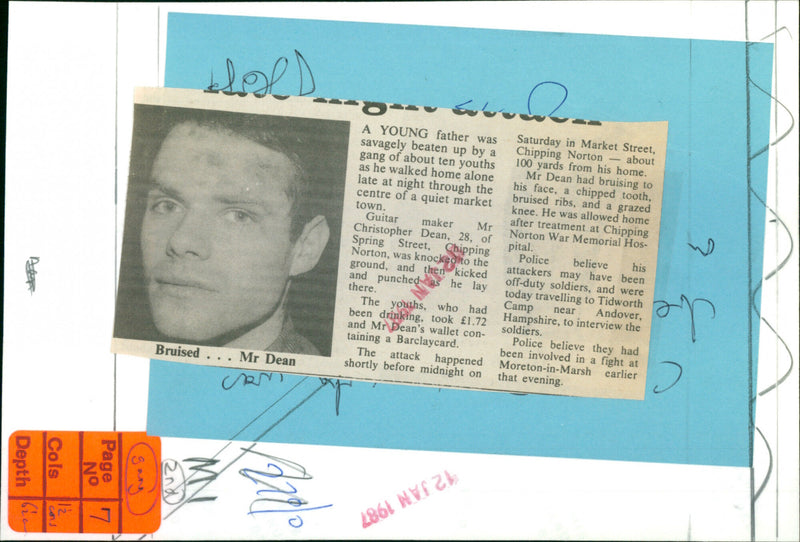 late night attack
A YOUNG father was
savagely beaten up by a
gang of about ten youths
as he walked home alone
late at night through the
centre of a quiet market
town.
Guitar maker Mr
Christopher Dean, 28, of
Spring Street, Chipping
Norton, was knocked to the
ground, and then kicked
and punched as he lay
there.
The youths, who had
been drinking, took £1.72
and Mr Dean's wallet con-
taining a Barclaycard.
The attack happened
shortly before midnight on
Saturday in Market Street,
Chipping Norton — about
100 yards from his home.
Mr Dean had bruising to
his face, a chipped tooth,
bruised ribs, and a grazed
knee. He was allowed home
after treatment at Chipping
Norton War Memorial Hos-
pital.
Police believe his
attackers may have been
off-duty soldiers, and were
today travelling to Tidworth
Camp near Andover,
Hampshire, to interview the
soldiers.
Police believe they had
been involved in a fight at
Moreton-in-Marsh earlier
that evening.
Bruised . . . Mr Dean
12 JAN 1987
Page No 7
Cols 1½
Depth
gang
2nd